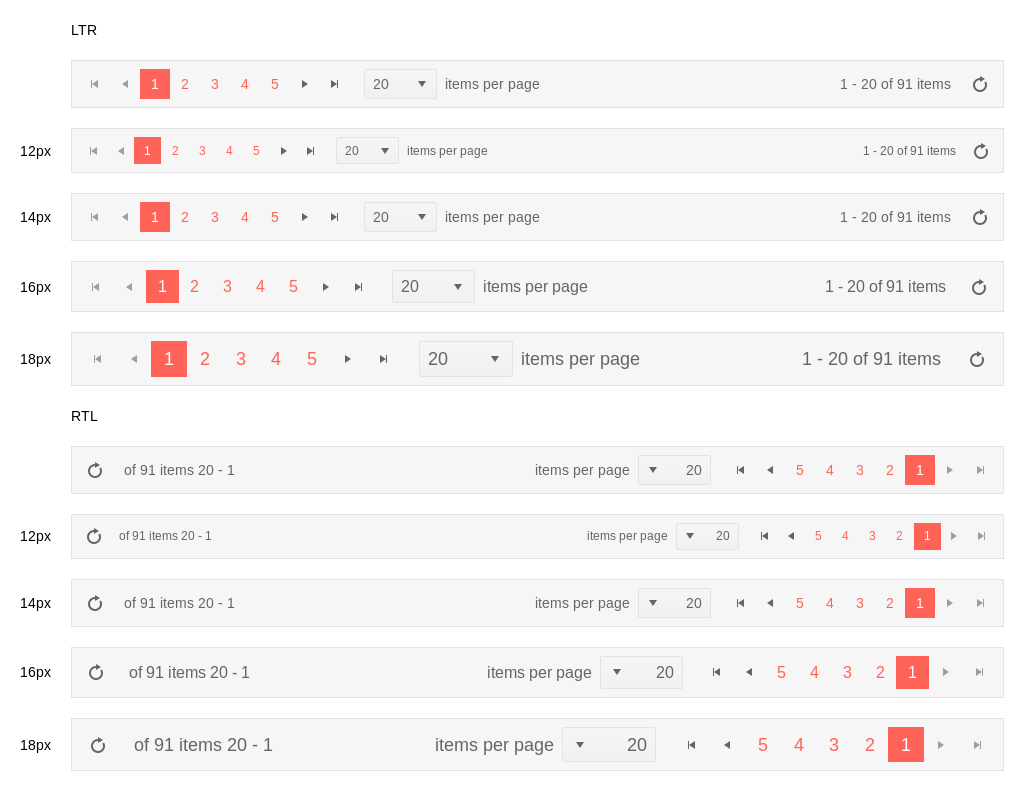 LTR
1 2 3 4 5 20 items per page 1 - 20 of 91 items
12px 1 2 3 4 5 20 items per page 1 - 20 of 91 items
14px 1 2 3 4 5 20 items per page 1 - 20 of 91 items
16px 1 2 3 4 5 20 items per page 1 - 20 of 91 items
18px 1 2 3 4 5 20 items per page 1 - 20 of 91 items
RTL
of 91 items 20 - 1 items per page 20 5 4 3 2 1
12px of 91 items 20 - 1 items per page 20 5 4 3 2 1
14px of 91 items 20 - 1 items per page 20 5 4 3 2 1
16px of 91 items 20 - 1 items per page 20 5 4 3 2 1
18px of 91 items 20 - 1 items per page 20 5 4 3 2 1